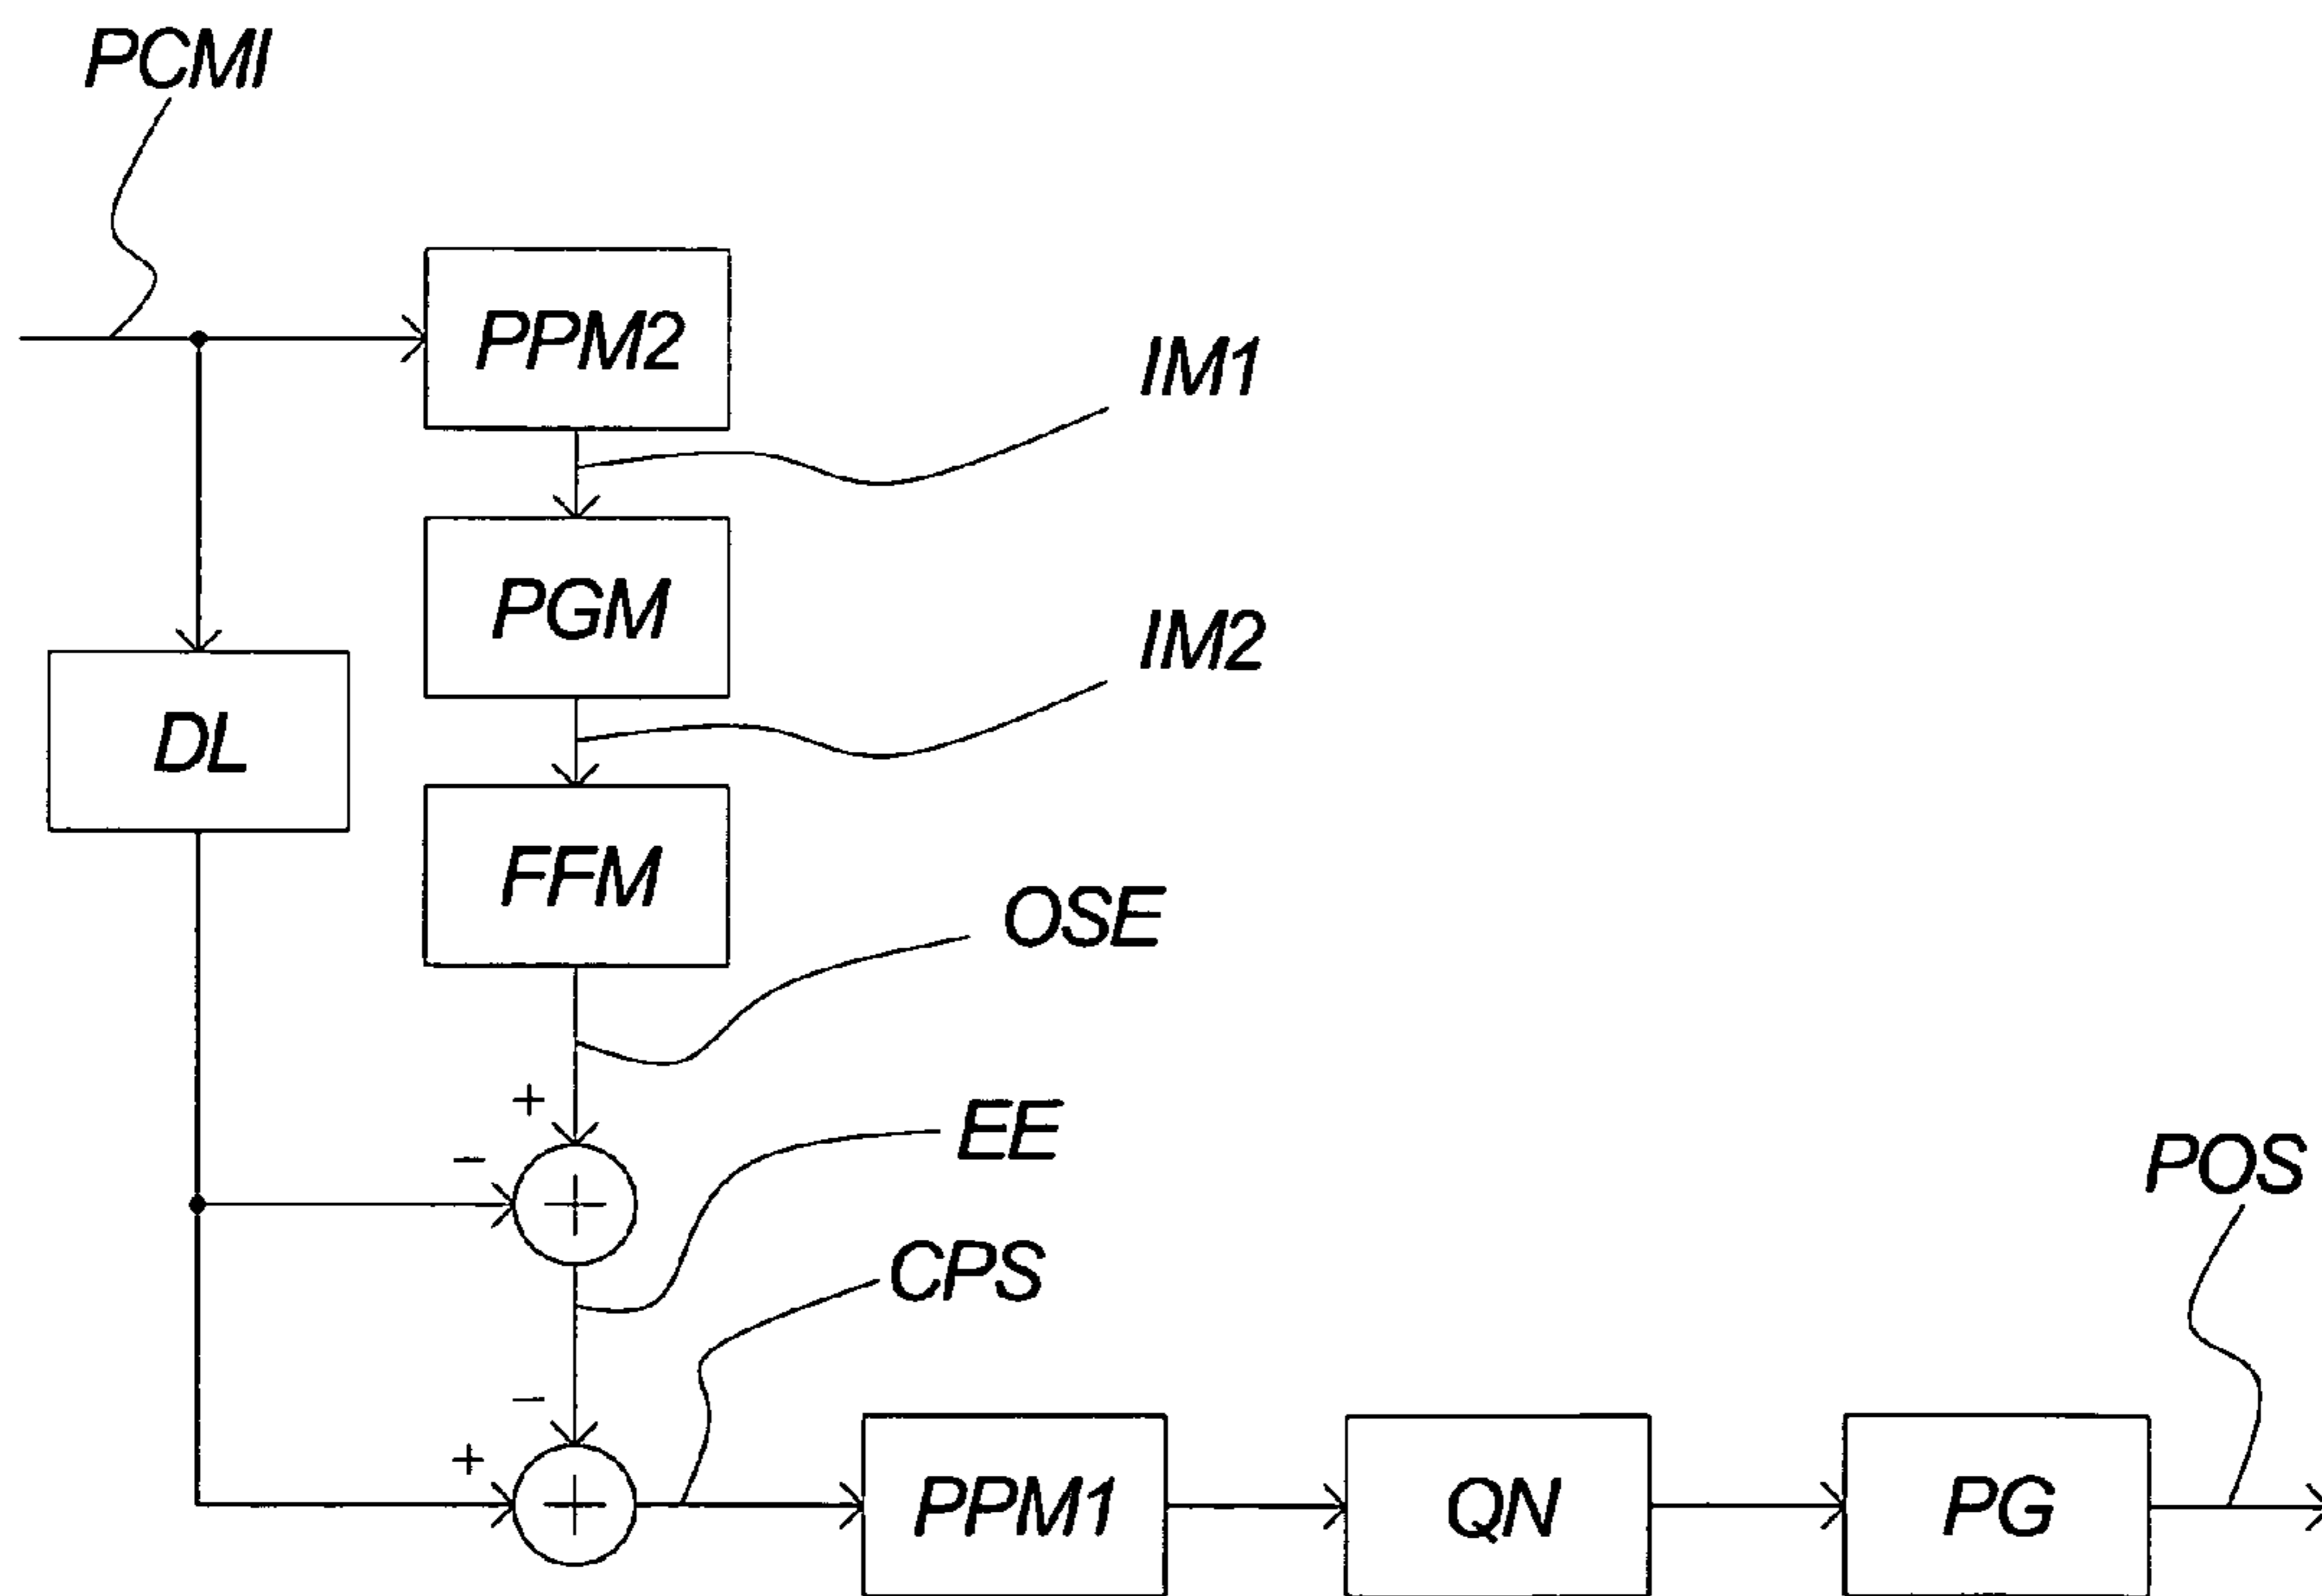 PCMI
PPM2
IM1
PGM
IM2
DL
FFM
OSE
+
−
EE
POS
CPS
−
+
PPM1
QN
PG